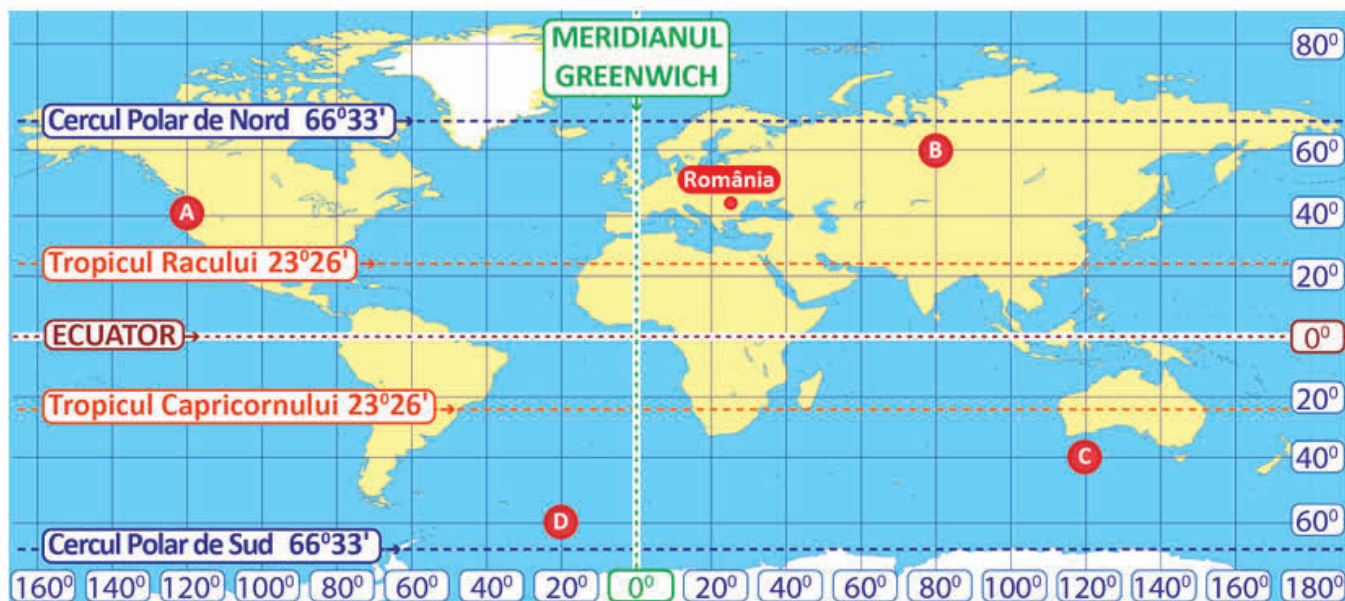 MERIDIANUL
GREENWICH
80⁰
Cercul Polar de Nord 66⁰33'
B
60⁰
România
A
40⁰
Tropicul Racului 23⁰26'
20⁰
ECUATOR
0⁰
Tropicul Capricornului 23⁰26'
20⁰
C
40⁰
D
60⁰
Cercul Polar de Sud 66⁰33'
160⁰ 140⁰ 120⁰ 100⁰ 60⁰ 40⁰ 20⁰ 0⁰ 20⁰ 40⁰ 60⁰ 80⁰ 100⁰ 120⁰ 140⁰ 160⁰ 180⁰